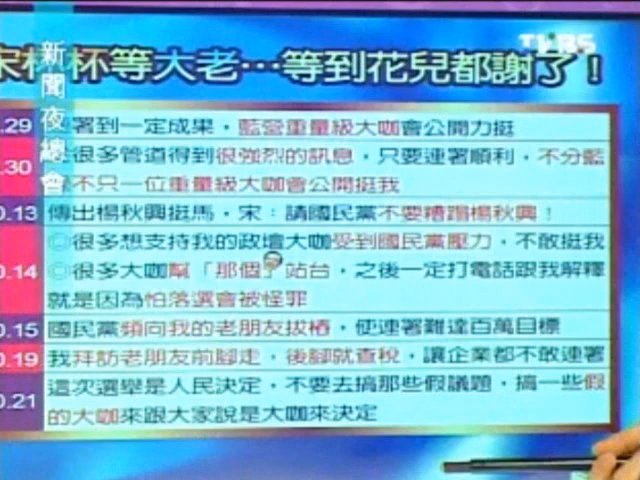 TVBS
新聞夜總會
宋林杯等大老…等到花兒都謝了！
.29 署到一定成果，藍營重量級大咖會公開力挺
.30 很多管道得到很強烈的訊息，只要連署順利，不分藍
不只一位重量級大咖會公開挺我
0.13 傳出楊秋興挺馬，宋：請國民黨不要糟蹋楊秋興！
◎很多想支持我的政壇大咖受到國民黨壓力，不敢挺我
0.14 ◎很多大咖幫「那個」站台，之後一定打電話跟我解釋
就是因為怕落選會被怪罪
0.15 國民黨頻向我的老朋友拔樁，使連署難達百萬目標
0.19 我拜訪老朋友前腳走，後腳就查稅，讓企業都不敢連署
0.21 這次選舉是人民決定，不要去搞那些假議題，搞一些假
的大咖來跟大家說是大咖來決定